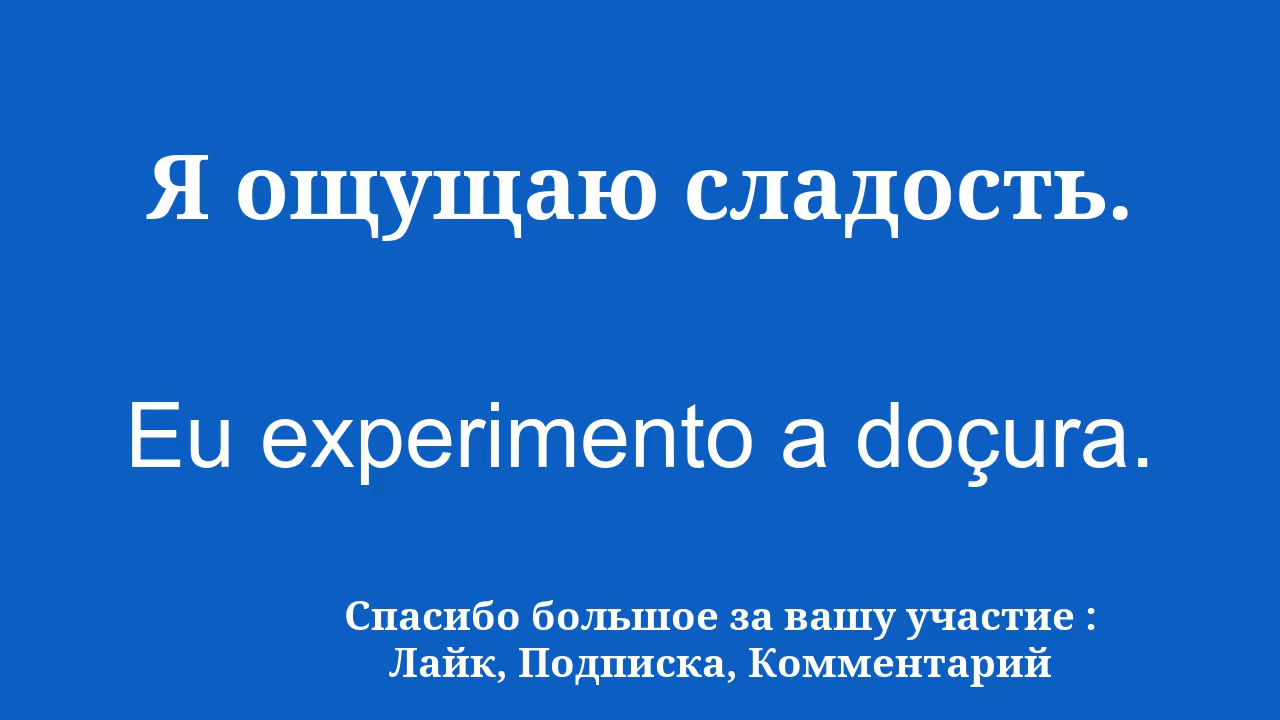 Я ощущаю сладость.
Eu experimento a doçura.
Спасибо большое за вашу участие :
Лайк, Подписка, Комментарий